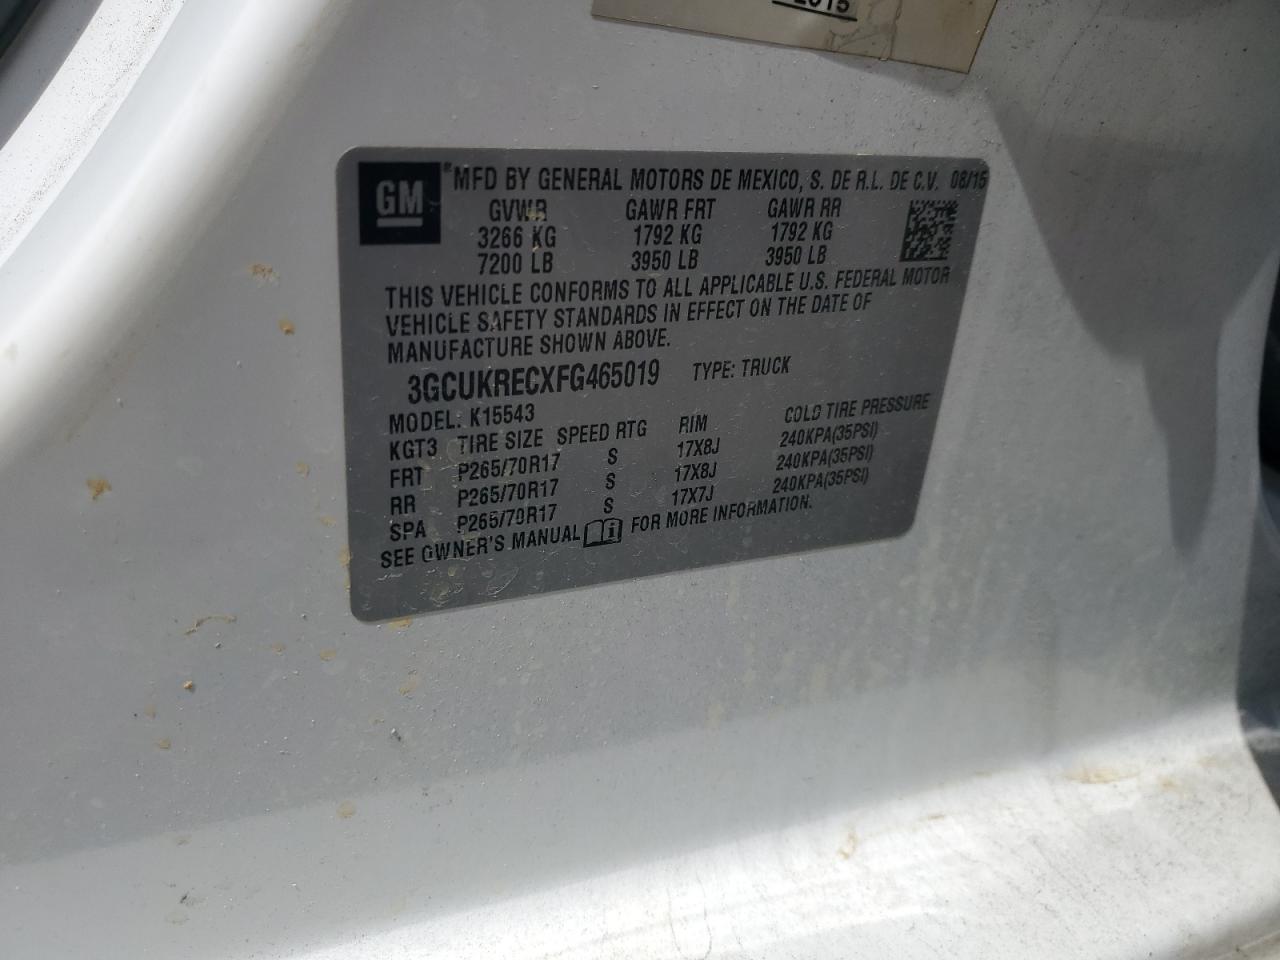 2015
GM
*MFD BY GENERAL MOTORS DE MEXICO, S. DE R.L. DE C.V. 08/15
GVWR GAWR FRT GAWR RR
3266 KG 1792 KG 1792 KG
7200 LB 3950 LB 3950 LB
THIS VEHICLE CONFORMS TO ALL APPLICABLE U.S. FEDERAL MOTOR
VEHICLE SAFETY STANDARDS IN EFFECT ON THE DATE OF
MANUFACTURE SHOWN ABOVE.
3GCUKRECXFG465019 TYPE: TRUCK
MODEL: K15543
KGT3 TIRE SIZE SPEED RTG RIM COLD TIRE PRESSURE
FRT P265/70R17 S 17X8J 240KPA(35PSI)
RR P265/70R17 S 17X8J 240KPA(35PSI)
SPA P265/70R17 S 17X7J 240KPA(35PSI)
SEE OWNER'S MANUAL FOR MORE INFORMATION.